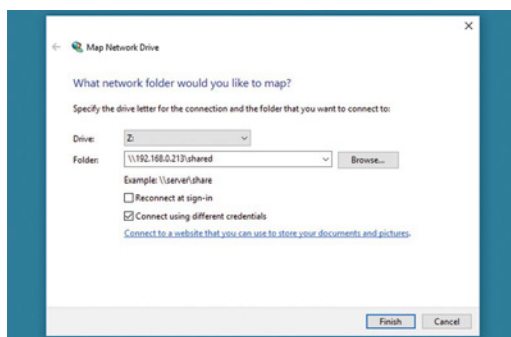 Map Network Drive
What network folder would you like to map?
Specify the drive letter for the connection and the folder that you want to connect to:
Drive: Z:
Folder: \\192.168.0.213\shared Browse...
Example: \\server\share
Reconnect at sign-in
Connect using different credentials
Connect to a website that you can use to store your documents and pictures.
Finish Cancel